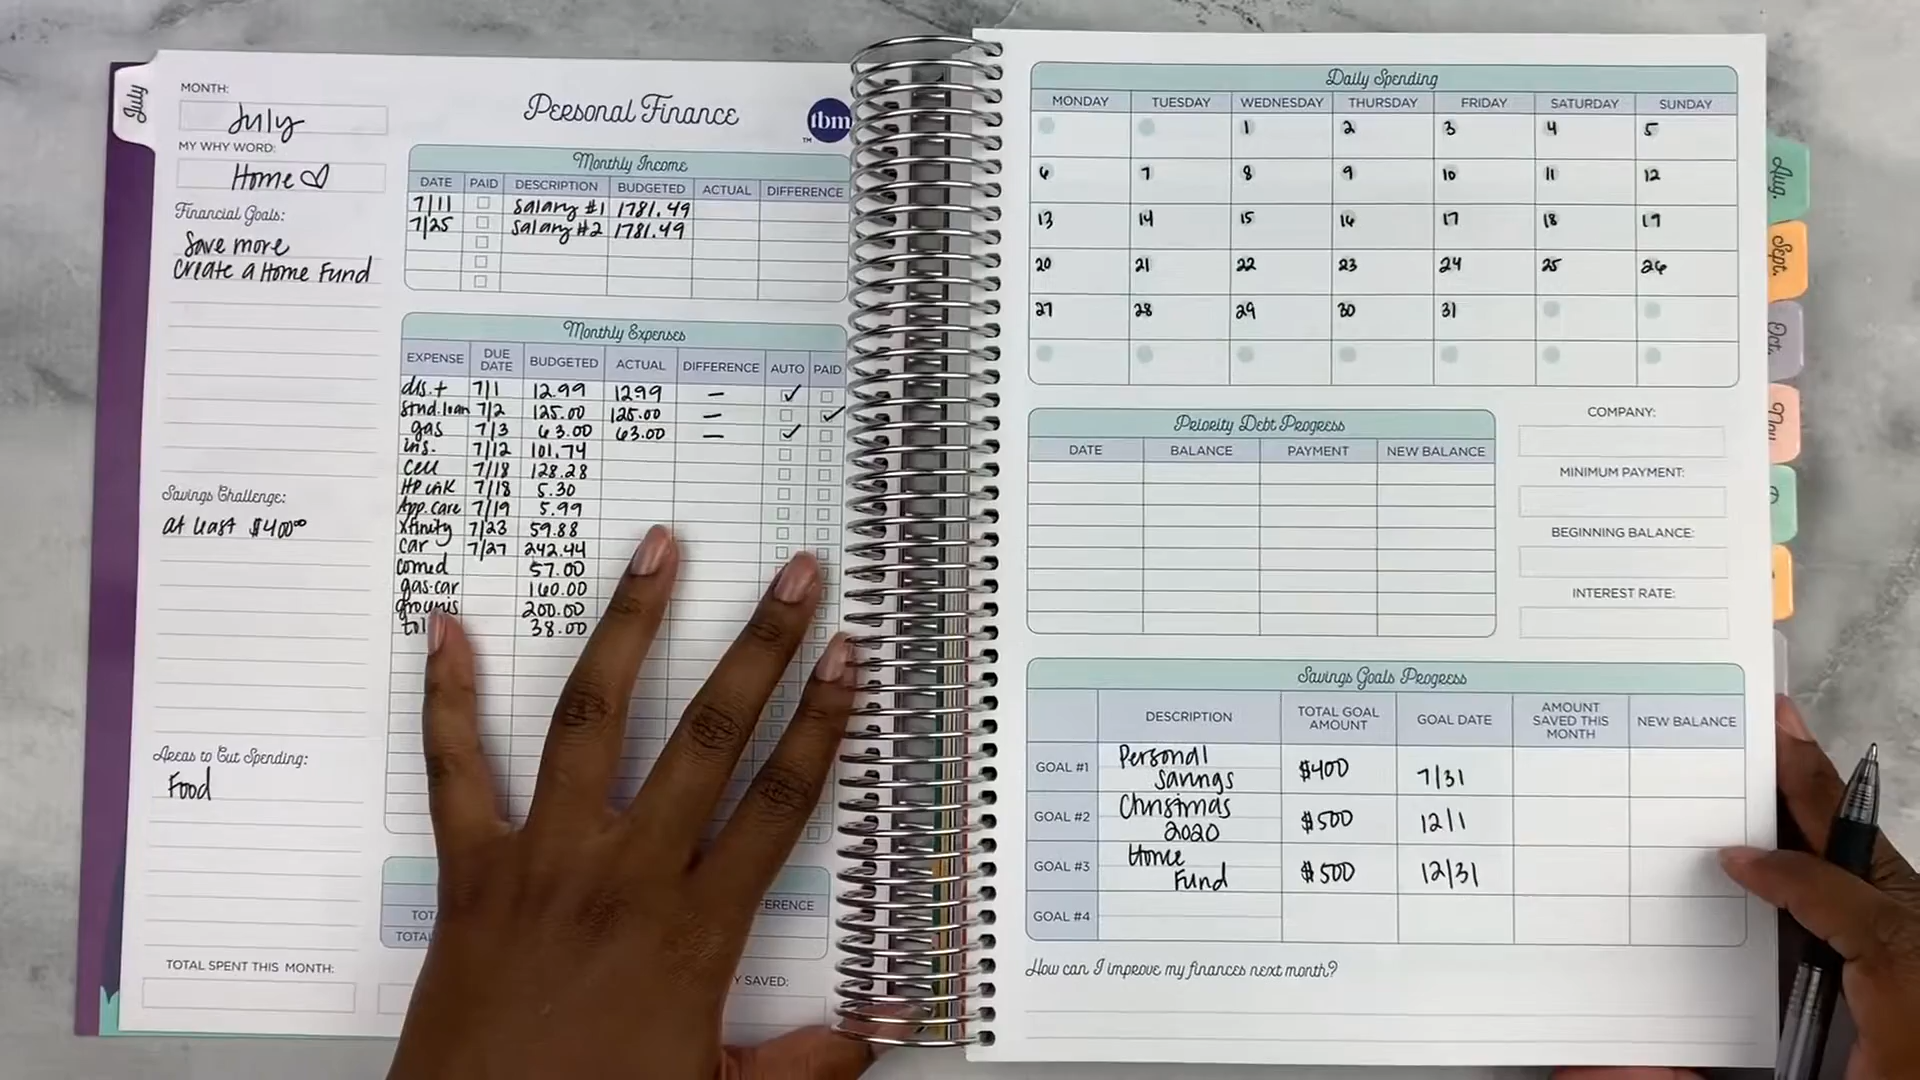 July
MONTH:
July
MY WHY WORD:
Home
Financial Goals:
Save more
Create a Home Fund
Savings Challenge:
at least $400⁰⁰
Areas to Cut Spending:
Food
TOTAL SPENT THIS MONTH:
Personal Finance
tbm
TM
Monthly Income
DATE PAID DESCRIPTION BUDGETED ACTUAL DIFFERENCE
7/11 Salary #1 1781.49
7/25 Salary #2 1781.49
Monthly Expenses
EXPENSE DUE DATE BUDGETED ACTUAL DIFFERENCE AUTO PAID
dis.+ 7/1 12.99 12.99 — ✓
stud.loan 7/2 125.00 125.00 — ✓
gas 7/3 63.00 63.00 — ✓
ins. 7/12 101.74
cell 7/18 128.28
HP ink 7/18 5.30
App.care 7/19 5.99
Xfinity 7/23 59.88
car 7/27 242.44
comed 57.00
gas-car 160.00
200.00
38.00
SAVED:
Daily Spending
MONDAY TUESDAY WEDNESDAY THURSDAY FRIDAY SATURDAY SUNDAY
1 2 3 4 5
6 7 8 9 10 11 12
13 14 15 16 17 18 19
20 21 22 23 24 25 26
27 28 29 30 31
Priority Debt Progress
DATE BALANCE PAYMENT NEW BALANCE
COMPANY:
MINIMUM PAYMENT:
BEGINNING BALANCE:
INTEREST RATE:
Savings Goals Progress
DESCRIPTION TOTAL GOAL AMOUNT GOAL DATE AMOUNT SAVED THIS MONTH NEW BALANCE
GOAL #1 Personal Savings $400 7/31
GOAL #2 Christmas 2020 $500 12/1
GOAL #3 Home Fund $500 12/31
GOAL #4
How can I improve my finances next month?
Aug.
Sept.
Oct.
Nov.